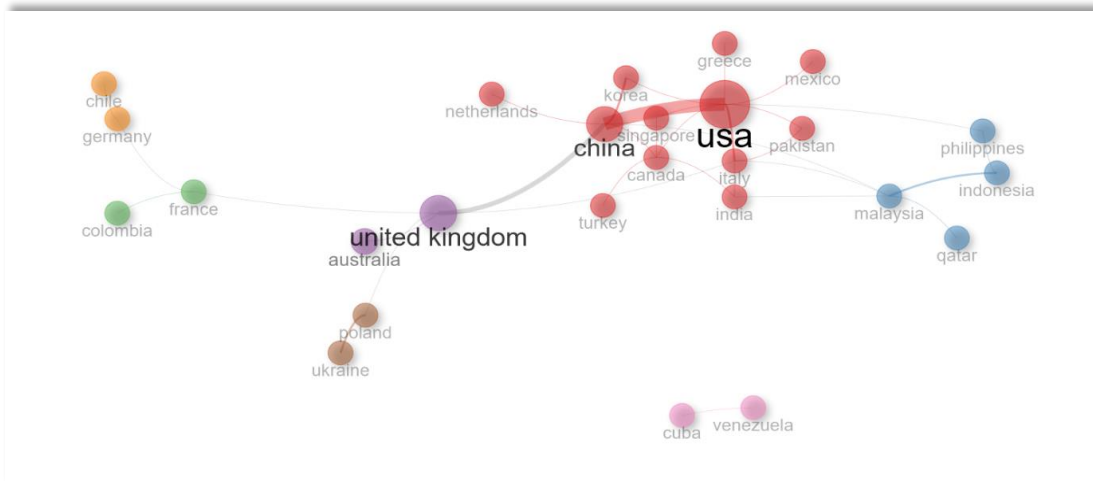 greece
mexico
korea
chile
netherlands
germany
singapore
usa
china
pakistan
philippines
canada
italy
indonesia
france
india
malaysia
colombia
turkey
united kingdom
qatar
australia
poland
ukraine
venezuela
cuba